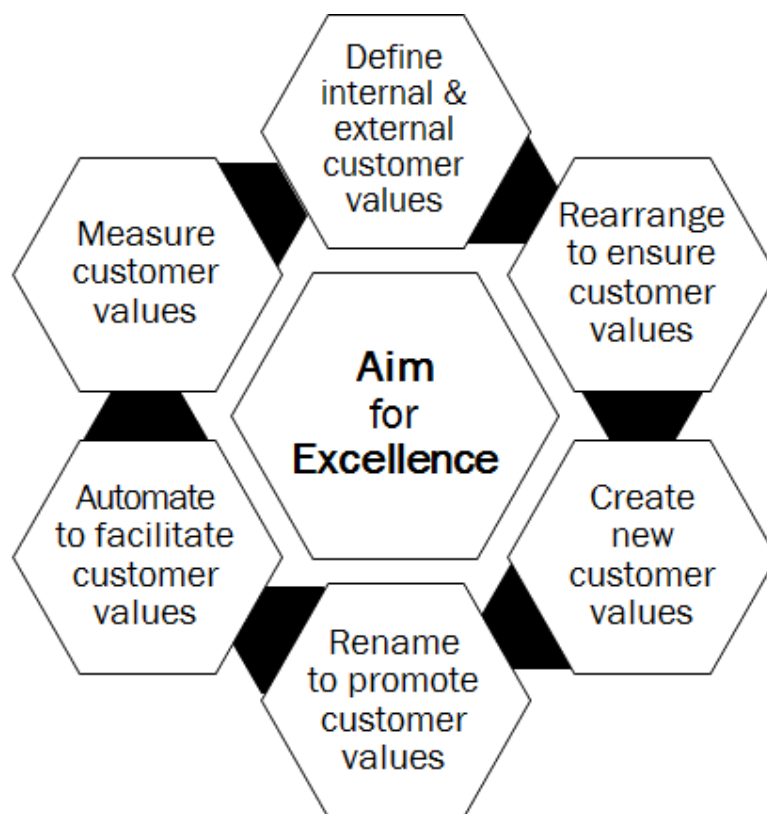 Define
internal &
external
customer
values
Rearrange
to ensure
customer
values
Create
new
customer
values
Rename
to promote
customer
values
Automate
to facilitate
customer
values
Measure
customer
values
Aim
for
Excellence